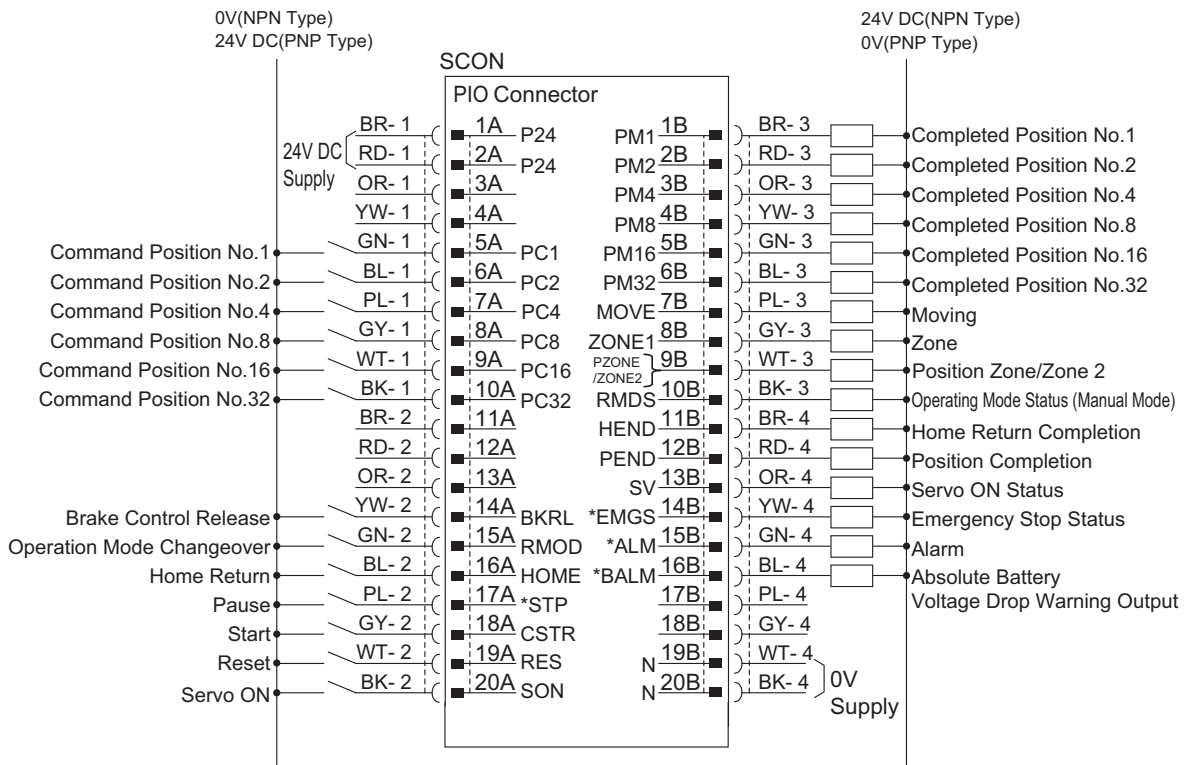 0V(NPN Type)
24V DC(PNP Type)
24V DC(NPN Type)
0V(PNP Type)
SCON
PIO Connector
24V DC
Supply
BR- 1 1A P24 PM1 1B BR- 3 Completed Position No.1
RD- 1 2A P24 PM2 2B RD- 3 Completed Position No.2
OR- 1 3A PM4 3B OR- 3 Completed Position No.4
YW- 1 4A PM8 4B YW- 3 Completed Position No.8
Command Position No.1 GN- 1 5A PC1 PM16 5B GN- 3 Completed Position No.16
Command Position No.2 BL- 1 6A PC2 PM32 6B BL- 3 Completed Position No.32
Command Position No.4 PL- 1 7A PC4 MOVE 7B PL- 3 Moving
Command Position No.8 GY- 1 8A PC8 ZONE1 8B GY- 3 Zone
Command Position No.16 WT- 1 9A PC16 PZONE /ZONE2 9B WT- 3 Position Zone/Zone 2
Command Position No.32 BK- 1 10A PC32 RMDS 10B BK- 3 Operating Mode Status (Manual Mode)
BR- 2 11A HEND 11B BR- 4 Home Return Completion
RD- 2 12A PEND 12B RD- 4 Position Completion
OR- 2 13A SV 13B OR- 4 Servo ON Status
Brake Control Release YW- 2 14A BKRL *EMGS 14B YW- 4 Emergency Stop Status
Operation Mode Changeover GN- 2 15A RMOD *ALM 15B GN- 4 Alarm
Home Return BL- 2 16A HOME *BALM 16B BL- 4 Absolute Battery
Voltage Drop Warning Output
Pause PL- 2 17A *STP 17B PL- 4
Start GY- 2 18A CSTR 18B GY- 4
Reset WT- 2 19A RES N 19B WT- 4
Servo ON BK- 2 20A SON N 20B BK- 4
0V
Supply